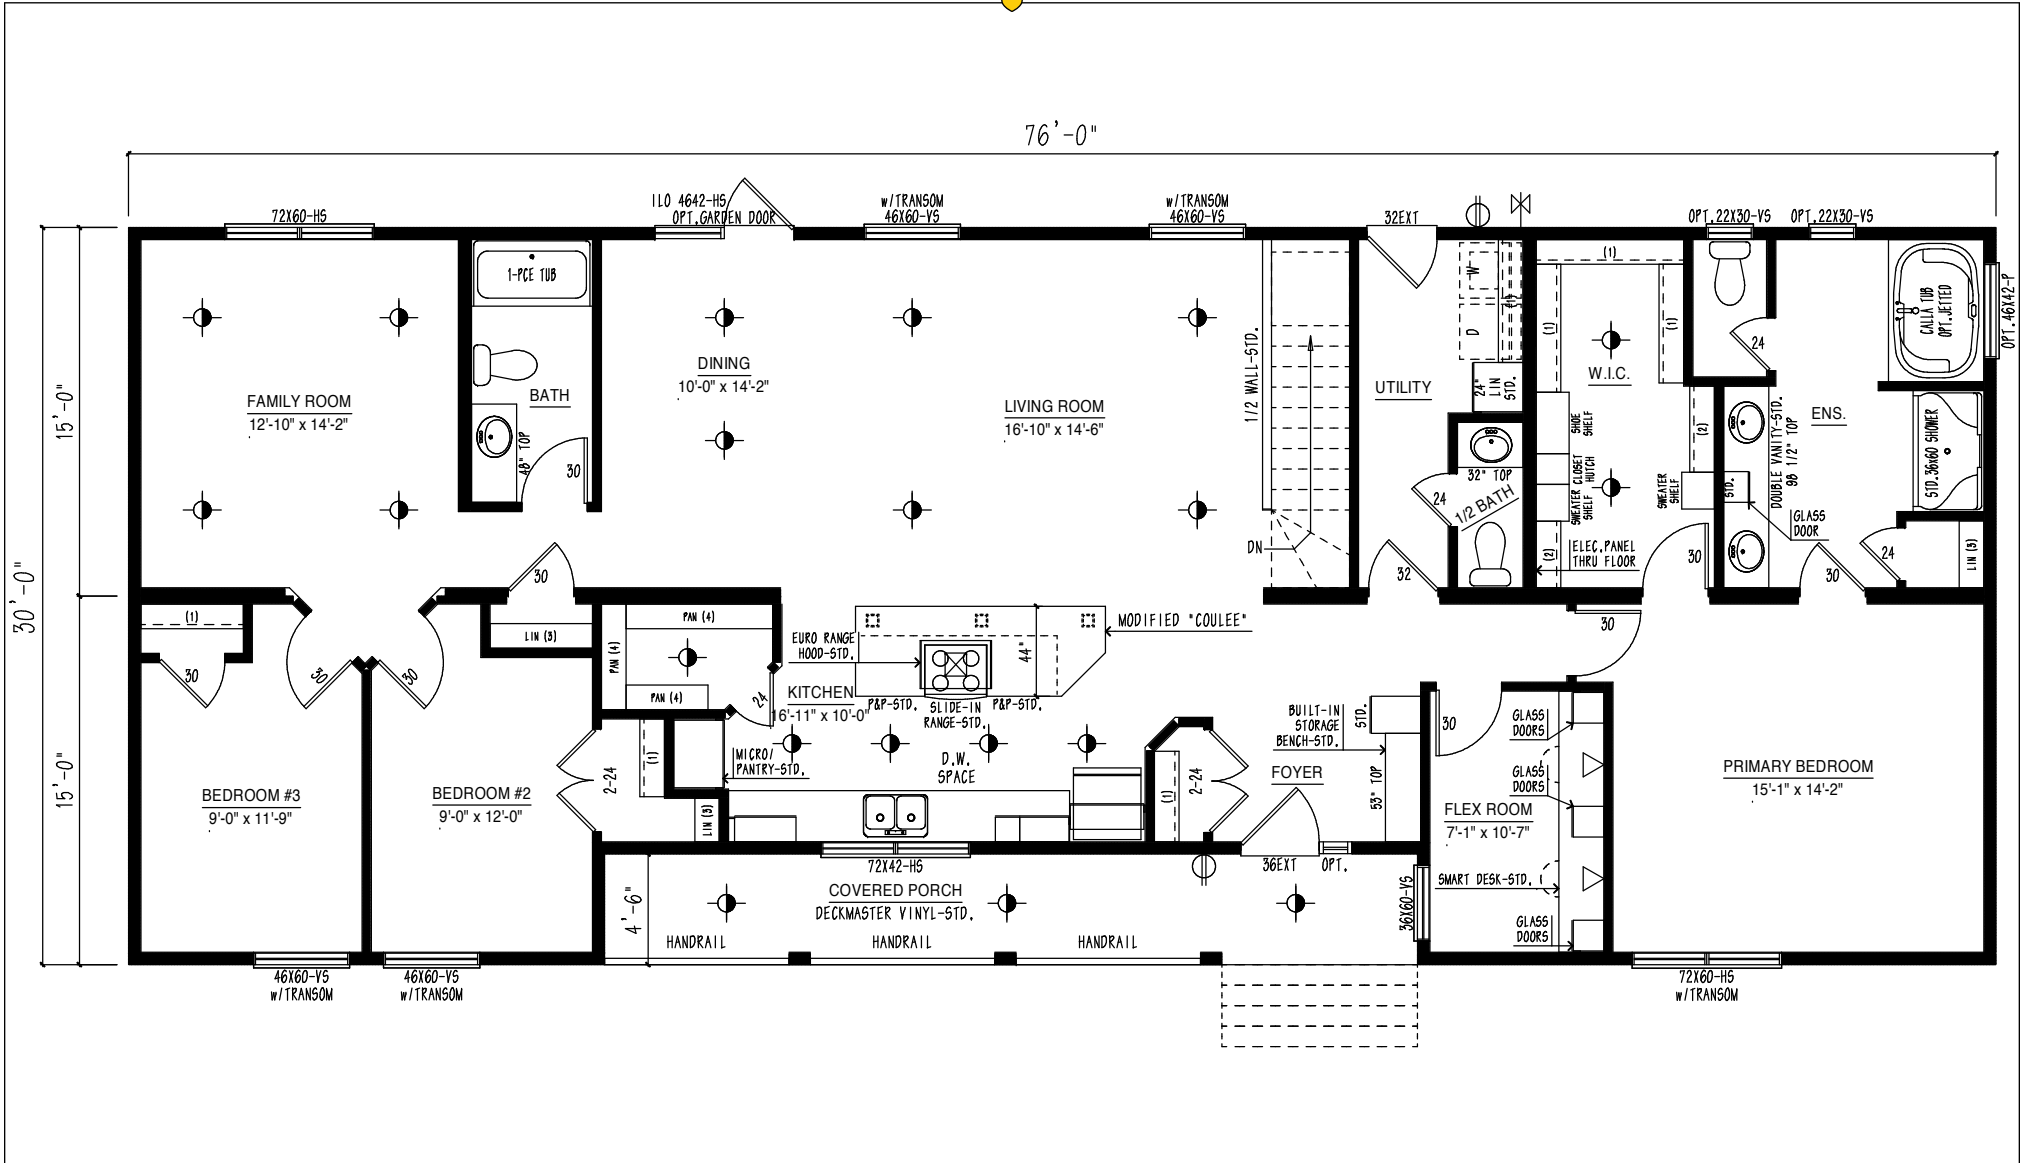 76'-0"
72X60-HS
ILO 4642-HS
OPT.GARDEN DOOR
w/TRANSOM
46X60-VS
w/TRANSOM
46X60-VS
32EXT
OPT.22X30-VS
OPT.22X30-VS
30'-0"
15'-0"
15'-0"
FAMILY ROOM
12'-10" x 14'-2"
1-PCE TUB
BATH
48" TOP
30
DINING
10'-0" x 14'-2"
LIVING ROOM
16'-10" x 14'-6"
1/2 WALL-STD.
DN
UTILITY
W
D
(1)
24"
LIN
STD.
32" TOP
24
1/2 BATH
32
(1)
(1)
(1)
W.I.C.
SHOE
SHELF
CLOSET
HUTCH
SWEATER
SHELF
(2)
SWEATER
SHELF
(2)
ELEC.PANEL
THRU FLOOR
30
24
ENS.
CALLA TUB
OPT.JETTED
OPT.46X42-P
STD.36x60 SHOWER
DOUBLE VANITY-STD.
98 1/2" TOP
STD.
GLASS
DOOR
24
30
LIN (3)
30
(1)
30
30
30
LIN (3)
PAN (4)
PAN (4)
PAN (4)
24
EURO RANGE
HOOD-STD.
KITCHEN
16'-11" x 10'-0"
P&P-STD.
SLIDE-IN
RANGE-STD.
P&P-STD.
44"
MODIFIED "COULEE"
30
MICRO/
PANTRY-STD.
D.W.
SPACE
2-24
(1)
LIN (3)
BEDROOM #3
9'-0" x 11'-9"
BEDROOM #2
9'-0" x 12'-0"
(1)
2-24
BUILT-IN
STORAGE
BENCH-STD.
STD.
53" TOP
FOYER
30
GLASS
DOORS
GLASS
DOORS
FLEX ROOM
7'-1" x 10'-7"
SMART DESK-STD.
GLASS
DOORS
PRIMARY BEDROOM
15'-1" x 14'-2"
72X42-HS
36EXT
OPT.
36X60-VS
COVERED PORCH
DECKMASTER VINYL-STD.
4'-6"
HANDRAIL
HANDRAIL
HANDRAIL
46X60-VS
w/TRANSOM
46X60-VS
w/TRANSOM
72X60-HS
w/TRANSOM